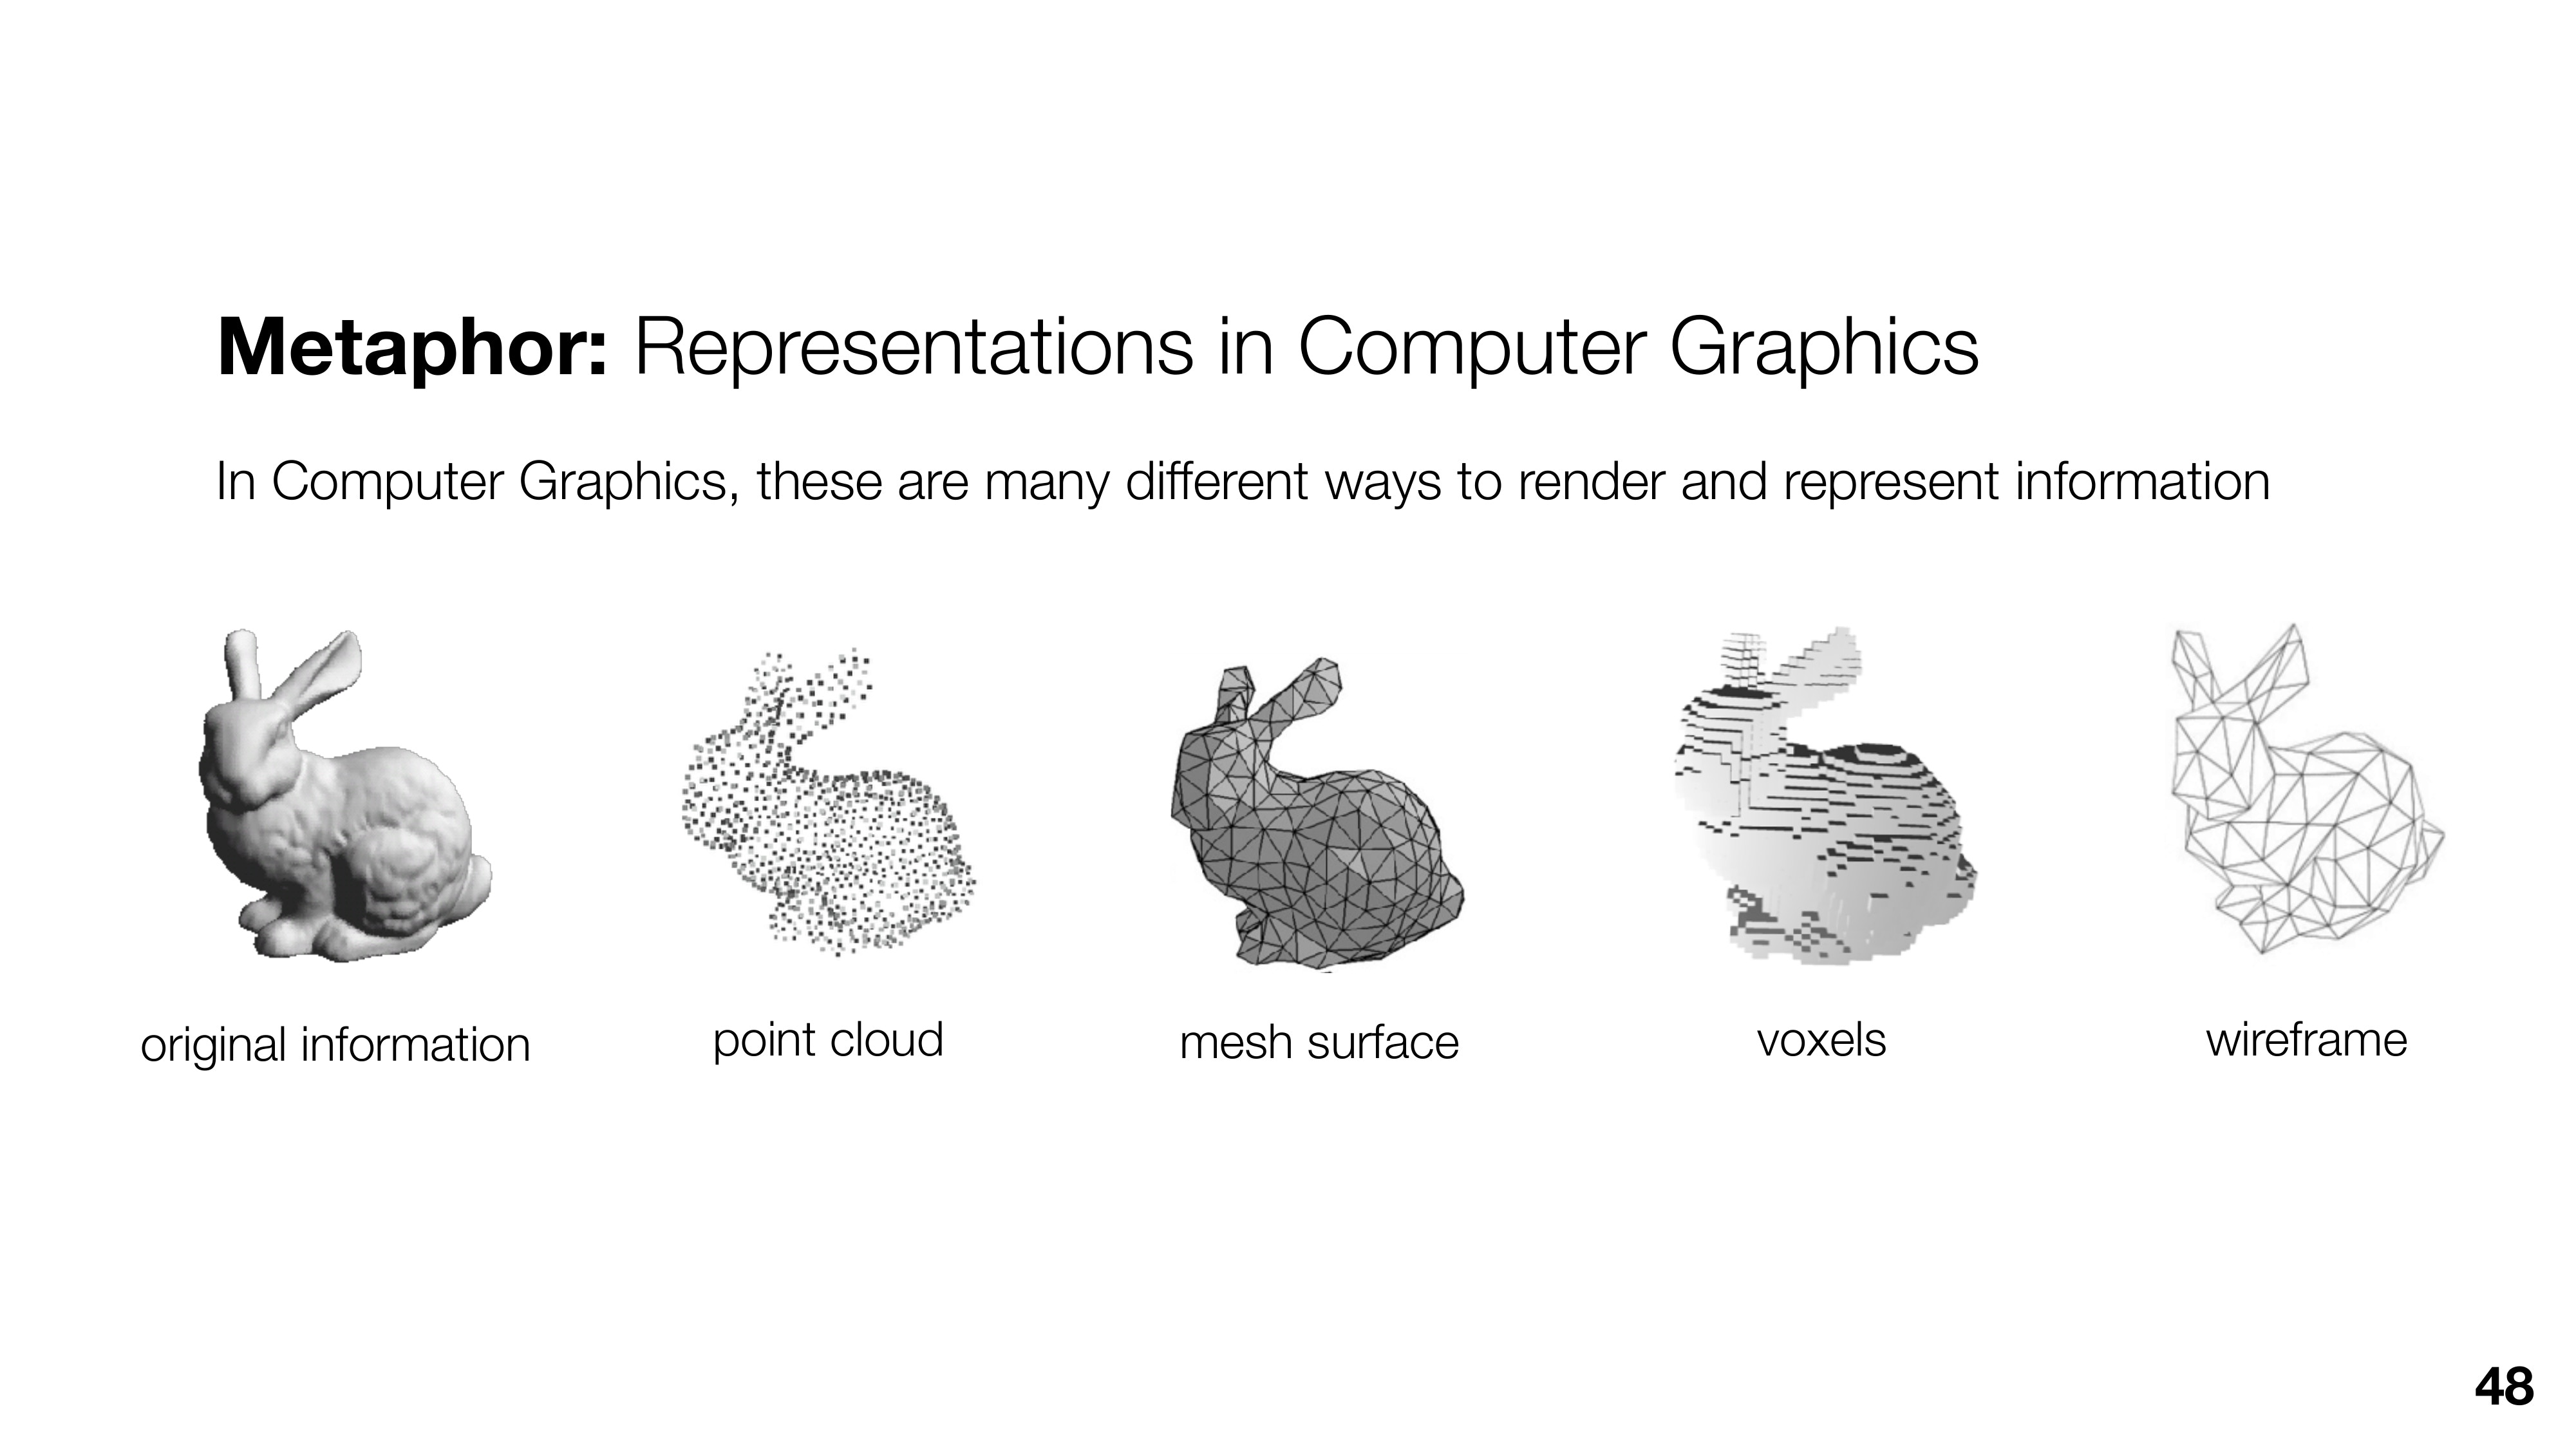 Metaphor: Representations in Computer Graphics
In Computer Graphics, these are many different ways to render and represent information
original information
point cloud
mesh surface
voxels
wireframe
48